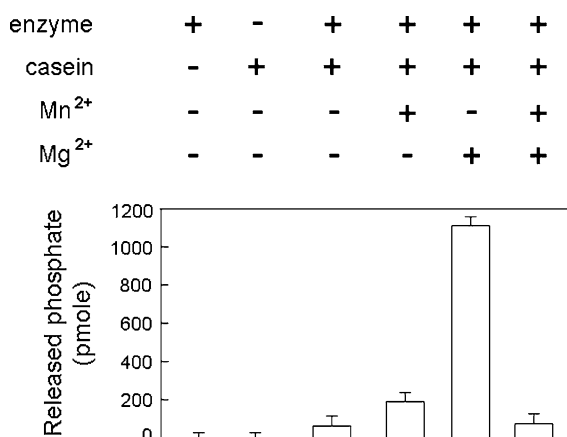 enzyme + - + + + +
casein - + + + + +
Mn2+ - - - + - +
Mg2+ - - - - + +
Released phosphate
(pmole)
1200
1000
800
600
400
200
0